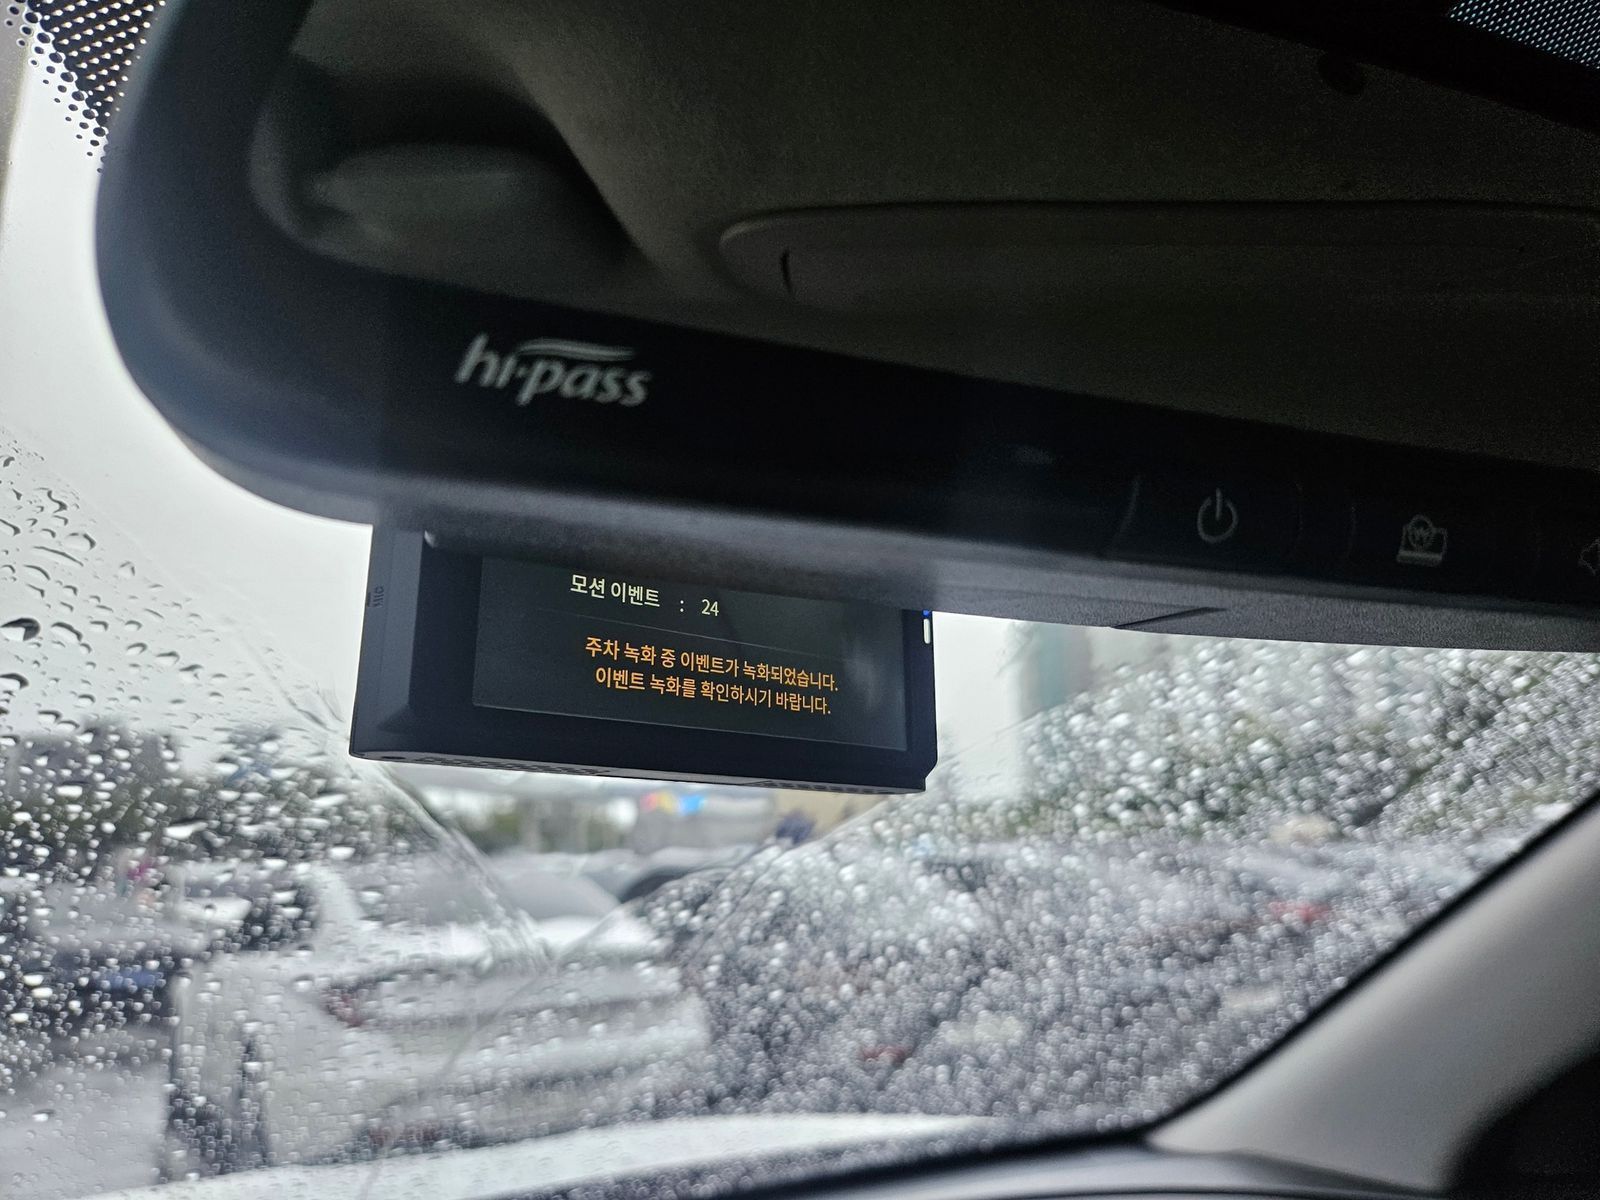 hi-pass
MIC
모션 이벤트 : 24
주차 녹화 중 이벤트가 녹화되었습니다.
이벤트 녹화를 확인하시기 바랍니다.